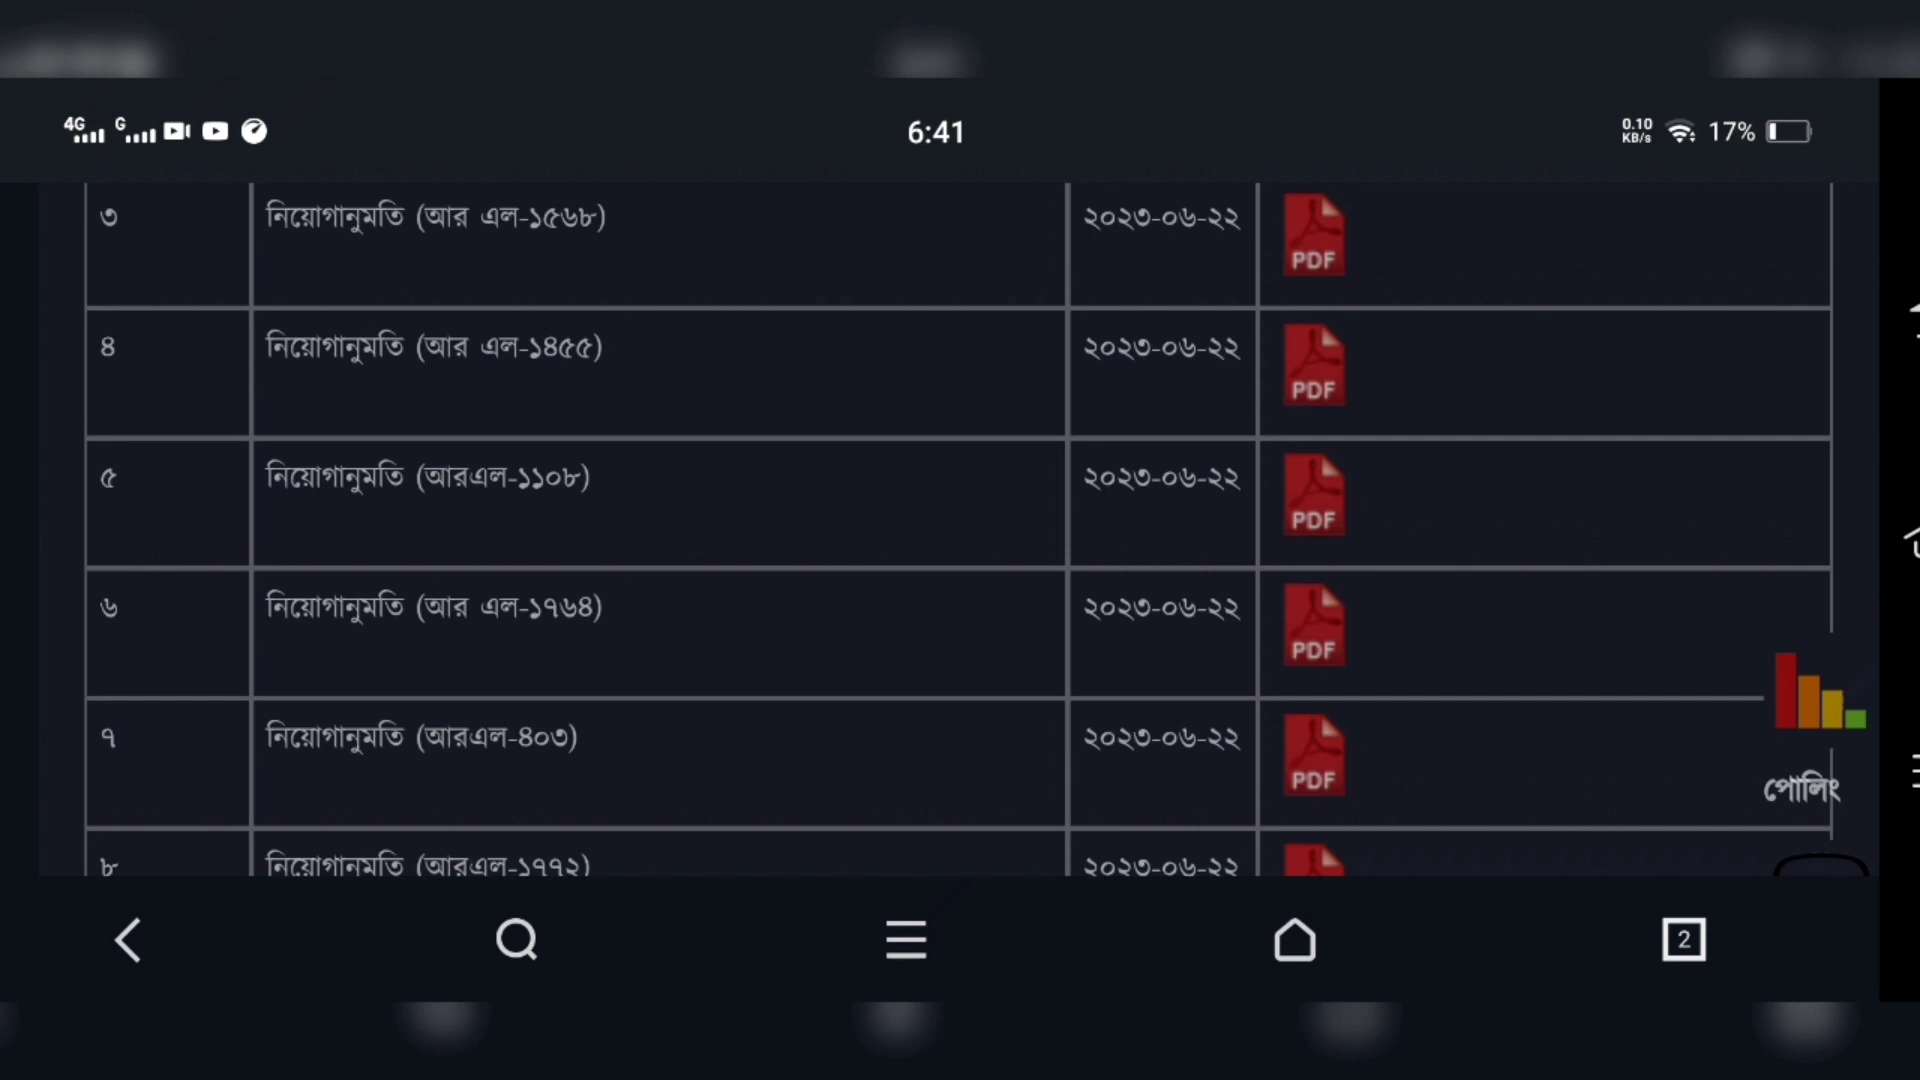 4G G 6:41 0.10 KB/s 17%
৩ নিয়োগানুমতি (আর এল-১৫৬৮) ২০২৩-০৬-২২ PDF
৪ নিয়োগানুমতি (আর এল-১৪৫৫) ২০২৩-০৬-২২ PDF
৫ নিয়োগানুমতি (আরএল-১১০৮) ২০২৩-০৬-২২ PDF
৬ নিয়োগানুমতি (আর এল-১৭৬৪) ২০২৩-০৬-২২ PDF
৭ নিয়োগানুমতি (আরএল-৪০৩) ২০২৩-০৬-২২ PDF
পোলিং
৮ নিয়োগানুমতি (আরএল-১৭৭২) ২০২৩-০৬-২২
2